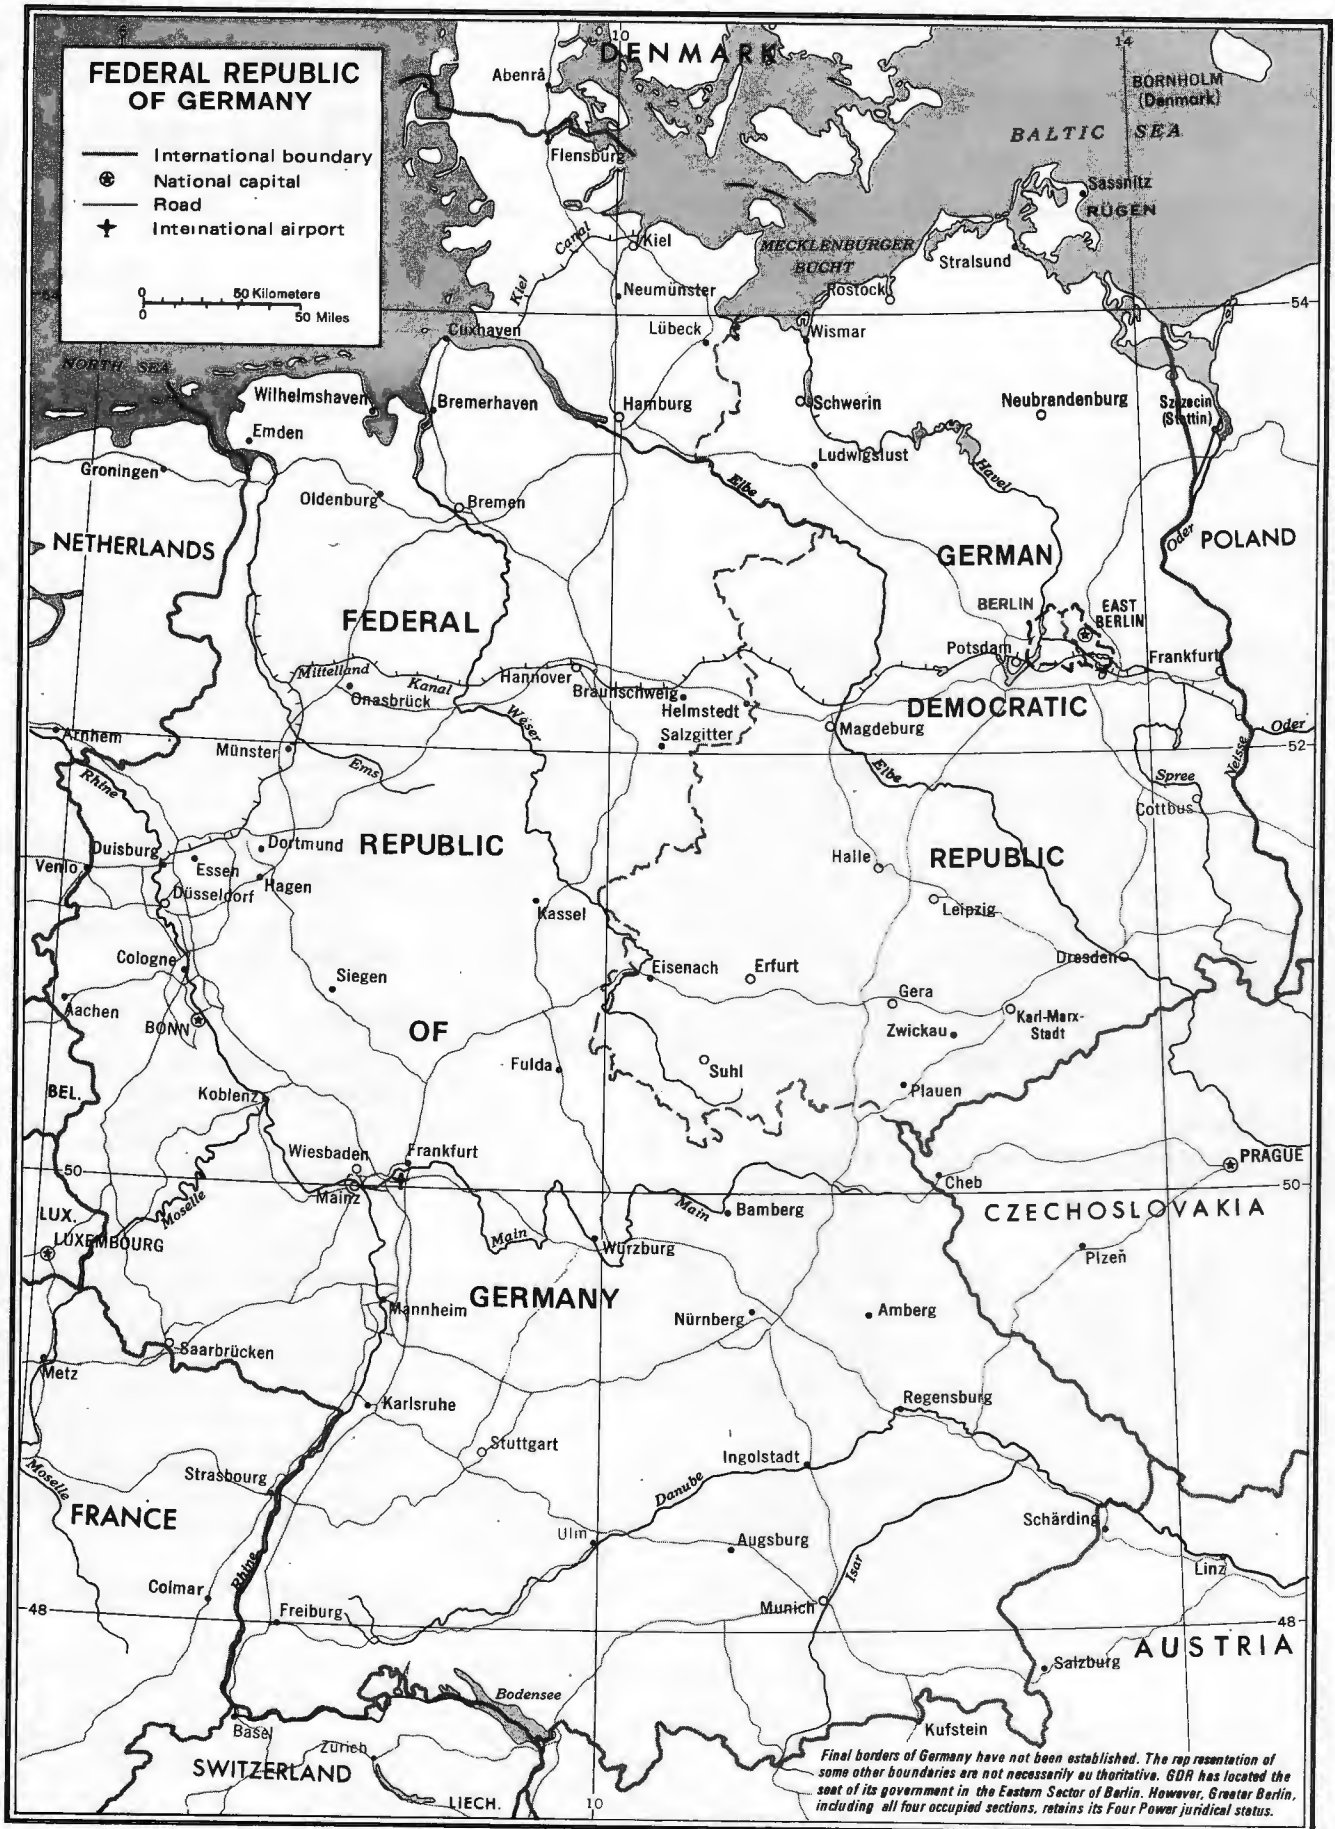 10
DENMARK
14
FEDERAL REPUBLIC
OF GERMANY
International boundary
National capital
Road
International airport
0
50 Kilometers
0
50 Miles
Abenrå
Flensburg
BORNHOLM
(Denmark)
BALTIC SEA
Sassnitz
RÜGEN
Canal
Kiel
Kiel
MECKLENBURGER
BUCHT
Stralsund
Neumünster
Rostock
54
Lübeck
Wismar
Cuxhaven
NORTH SEA
Wilhelmshaven
Bremerhaven
Hamburg
Schwerin
Neubrandenburg
Szczecin
(Stettin)
Emden
Groningen
Ludwigslust
Havel
Oldenburg
Bremen
Elbe
NETHERLANDS
GERMAN
Oder
POLAND
FEDERAL
BERLIN
EAST
BERLIN
Potsdam
Frankfurt
Mittelland
Kanal
Hannover
Braunschweig
Onasbrück
Helmstedt
DEMOCRATIC
Weser
Salzgitter
Magdeburg
Oder
Arnhem
Münster
52
Rhine
Ems
Elbe
Neisse
Spree
Cottbus
Duisburg
Dortmund
REPUBLIC
Halle
REPUBLIC
Venlo
Essen
Hagen
Düsseldorf
Kassel
Leipzig
Cologne
Siegen
Eisenach
Erfurt
Dresden
Aachen
BONN
OF
Gera
Zwickau
Karl-Marx-
Stadt
Fulda
Suhl
Plauen
BEL.
Koblenz
Wiesbaden
Frankfurt
PRAGUE
50
Mainz
Cheb
50
Moselle
Main
Bamberg
CZECHOSLOVAKIA
LUX.
LUXEMBOURG
Main
Würzburg
Plzeň
GERMANY
Mannheim
Nürnberg
Amberg
Saarbrücken
Metz
Karlsruhe
Regensburg
Stuttgart
Ingolstadt
Moselle
Strasbourg
Danube
FRANCE
Schärding
Ulm
Augsburg
Isar
Linz
Rhine
Colmar
48
Freiburg
Munich
48
AUSTRIA
Salzburg
Bodensee
Basel
Kufstein
Zurich
SWITZERLAND
LIECH.
10
Final borders of Germany have not been established. The representation of
some other boundaries are not necessarily authoritative. GDR has located the
seat of its government in the Eastern Sector of Berlin. However, Greater Berlin,
including all four occupied sections, retains its Four Power juridical status.